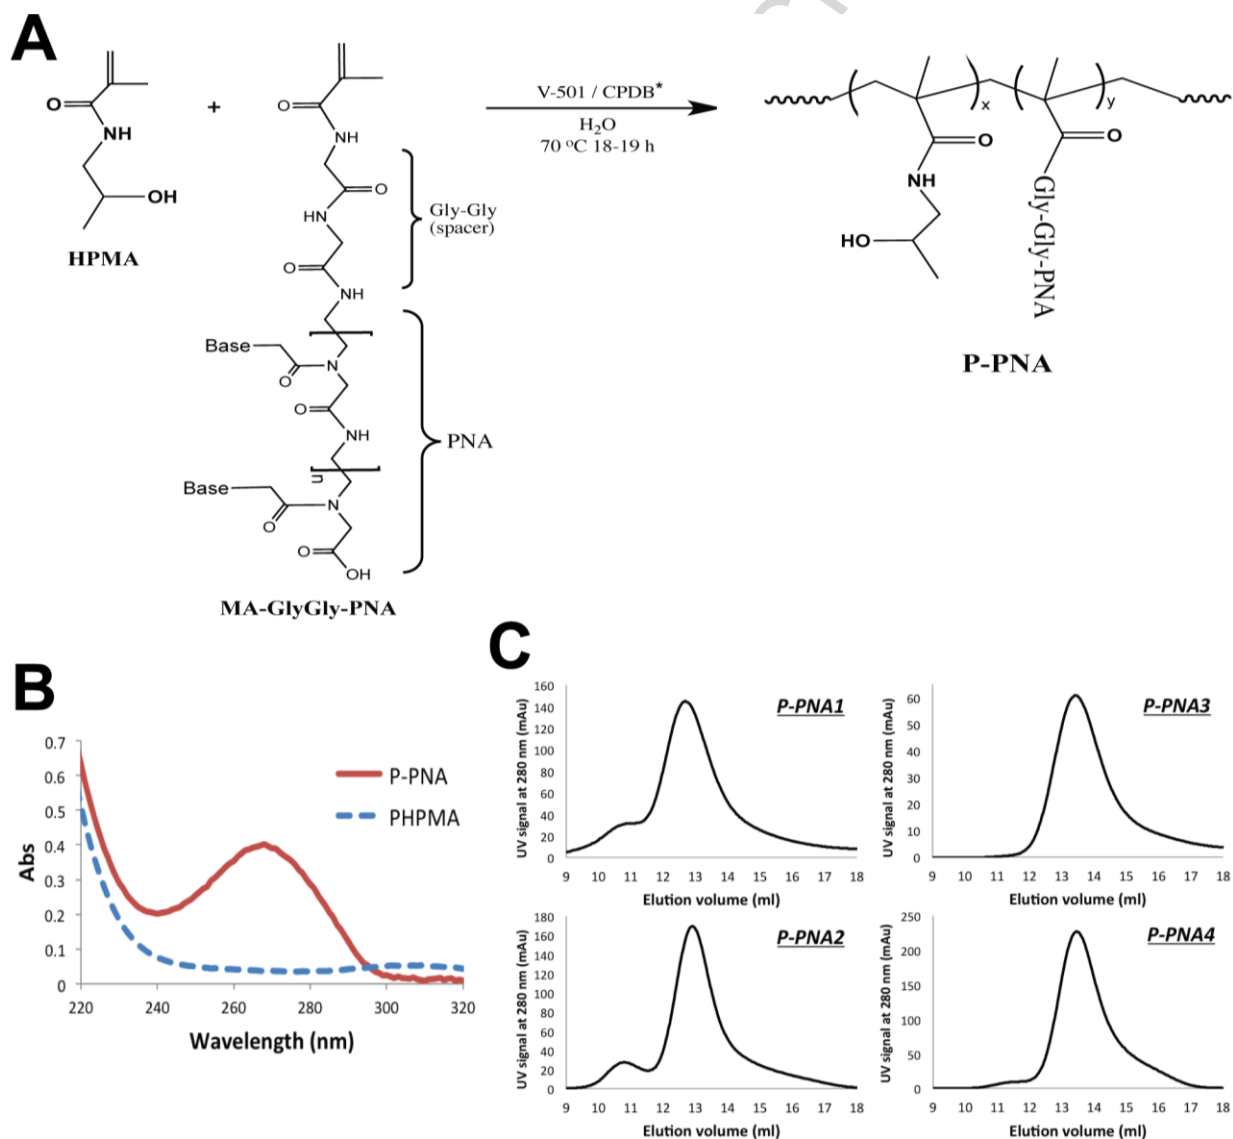 A
O
NH
OH
HPMA
+
O
NH
O
HN
O
NH
Gly-Gly
(spacer)
Base
N
O
O
NH
n
Base
N
O
O
OH
PNA
MA-GlyGly-PNA
V-501 / CPDB*
H₂O
70 °C 18-19 h
x
y
O
NH
HO
O
Gly-Gly-PNA
P-PNA
B
0.7
0.6
0.5
0.4
0.3
0.2
0.1
0
Abs
P-PNA
PHPMA
220 240 260 280 300 320
Wavelength (nm)
C
P-PNA1
160
140
120
100
80
60
40
20
0
UV signal at 280 nm (mAu)
9 10 11 12 13 14 15 16 17 18
Elution volume (ml)
P-PNA3
60
50
40
30
20
10
0
UV signal at 280 nm (mAu)
9 10 11 12 13 14 15 16 17 18
Elution volume (ml)
P-PNA2
180
160
140
120
100
80
60
40
20
0
UV signal at 280 nm (mAu)
9 10 11 12 13 14 15 16 17 18
Elution volume (ml)
P-PNA4
250
200
150
100
50
0
UV signal at 280 nm (mAu)
9 10 11 12 13 14 15 16 17 18
Elution volume (ml)